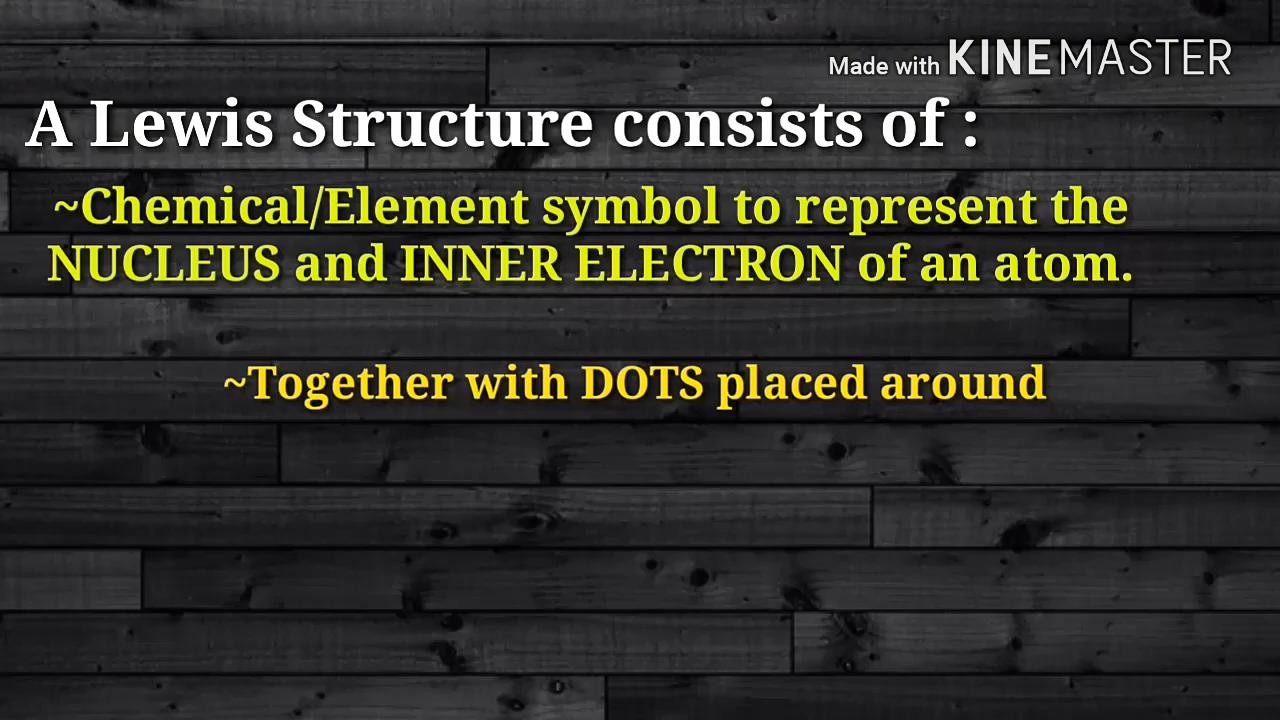 Made with KINEMASTER
A Lewis Structure consists of :
~Chemical/Element symbol to represent the
NUCLEUS and INNER ELECTRON of an atom.
~Together with DOTS placed around